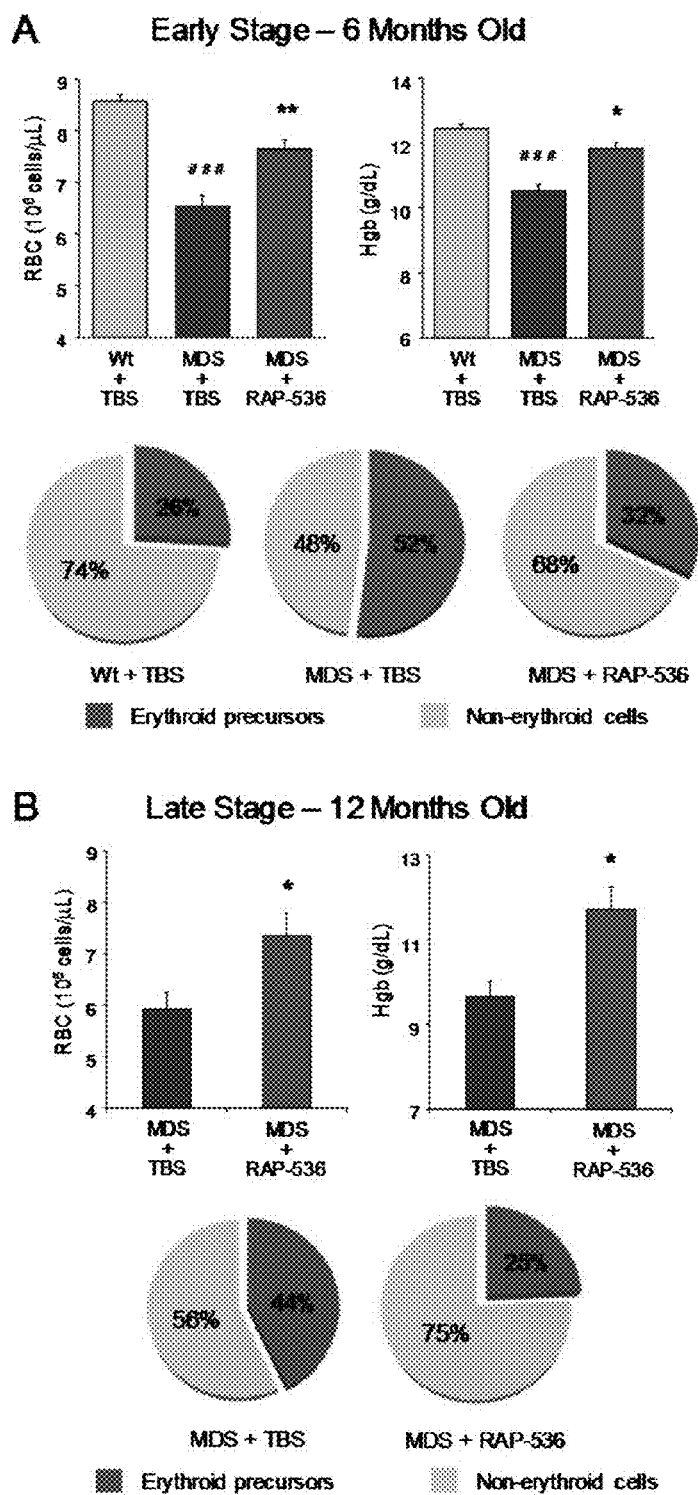 A Early Stage – 6 Months Old
RBC (10⁶ cells/µL)
9
8
7
6
5
4
###
**
Wt + TBS
MDS + TBS
MDS + RAP-536
Hgb (g/dL)
14
12
10
8
6
###
*
Wt + TBS
MDS + TBS
MDS + RAP-536
26%
74%
48%
52%
32%
68%
Wt + TBS
MDS + TBS
MDS + RAP-536
Erythroid precursors
Non-erythroid cells
B Late Stage – 12 Months Old
RBC (10⁶ cells/µL)
9
8
7
6
5
4
*
MDS + TBS
MDS + RAP-536
Hgb (g/dL)
13
11
9
7
*
MDS + TBS
MDS + RAP-536
56%
44%
25%
75%
MDS + TBS
MDS + RAP-536
Erythroid precursors
Non-erythroid cells